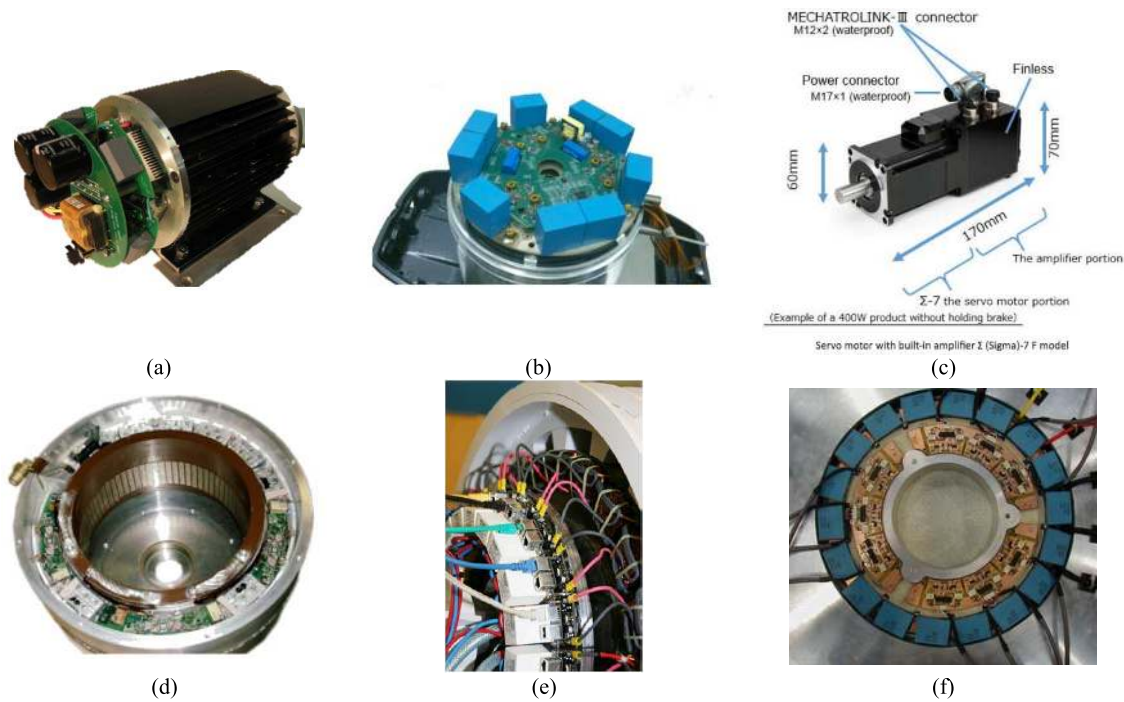 MECHATROLINK-Ⅲ connector
M12×2 (waterproof)
Power connector
M17×1 (waterproof)
Finless
60mm
70mm
170mm
The amplifier portion
Σ-7 the servo motor portion
(Example of a 400W product without holding brake)
Servo motor with built-in amplifier Σ (Sigma)-7 F model
(a)
(b)
(c)
(d)
(e)
(f)